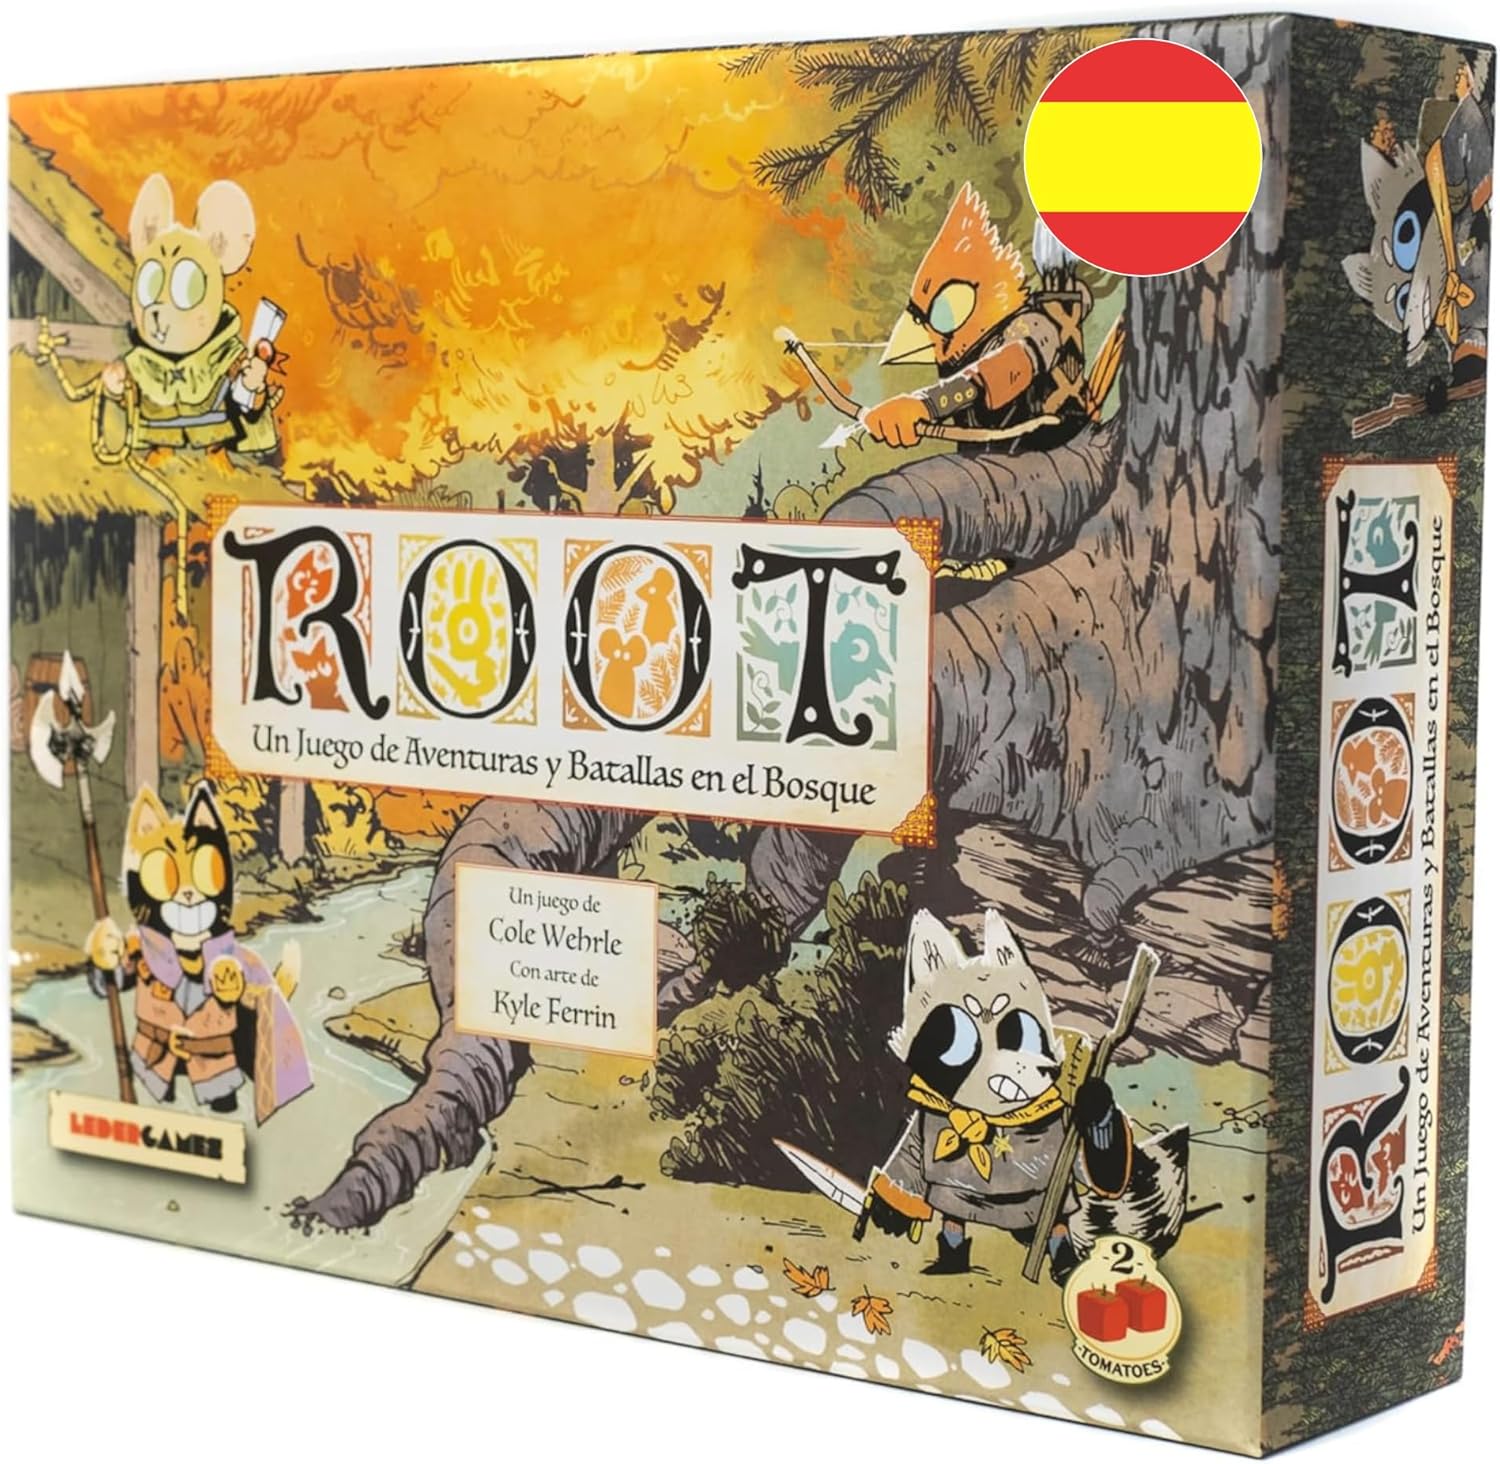 ROOT
Un Juego de Aventuras y Batallas en el Bosque
Un juego de
Cole Wehrle
Con arte de
Kyle Ferrin
LEDERGAMES
2
TOMATOES
ROOT
Un Juego de Aventuras y Batallas en el Bosque